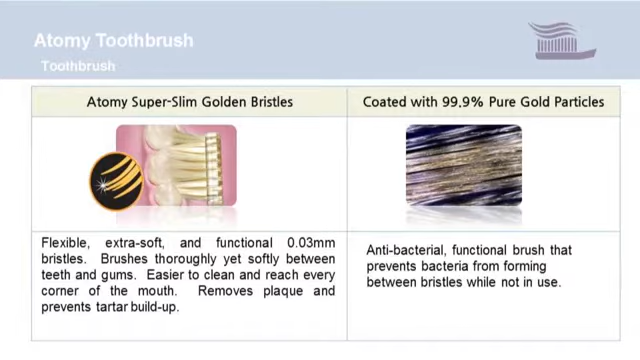 Atomy Toothbrush
Toothbrush
Atomy Super-Slim Golden Bristles
Coated with 99.9% Pure Gold Particles
Flexible, extra-soft, and functional 0.03mm
bristles. Brushes thoroughly yet softly between
teeth and gums. Easier to clean and reach every
corner of the mouth. Removes plaque and
prevents tartar build-up.
Anti-bacterial, functional brush that
prevents bacteria from forming
between bristles while not in use.